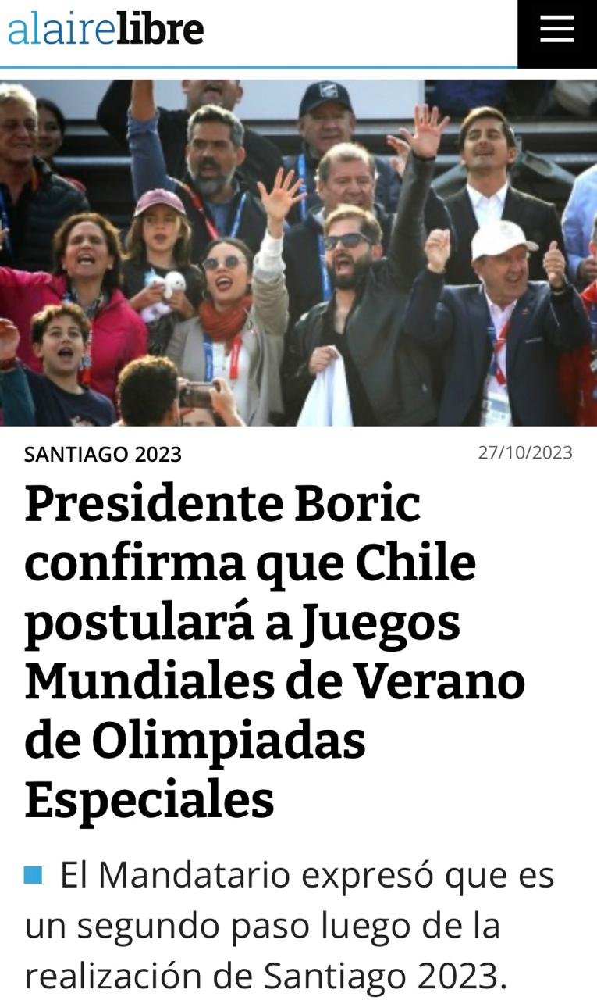 alairelibre
SANTIAGO 2023
27/10/2023
Presidente Boric
confirma que Chile
postulará a Juegos
Mundiales de Verano
de Olimpiadas
Especiales
El Mandatario expresó que es
un segundo paso luego de la
realización de Santiago 2023.